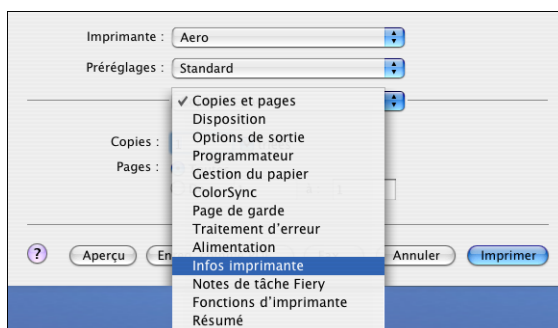 Imprimante : Aero
Préréglages : Standard
✓ Copies et pages
Disposition
Copies : Options de sortie
Programmateur
Pages : Gestion du papier
ColorSync
Page de garde
Traitement d'erreur
? Aperçu En Alimentation Annuler Imprimer
Infos imprimante
Notes de tâche Fiery
Fonctions d'imprimante
Résumé